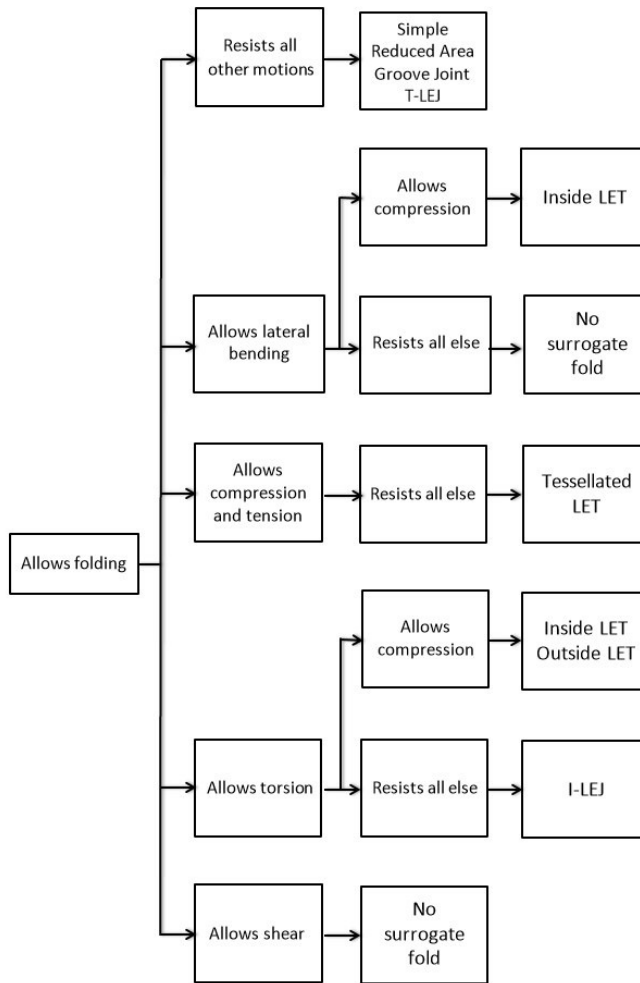 Resists all
other motions
Simple
Reduced Area
Groove Joint
T-LEJ
Allows
compression
Inside LET
Allows lateral
bending
Resists all else
No
surrogate
fold
Allows
compression
and tension
Resists all else
Tessellated
LET
Allows folding
Allows
compression
Inside LET
Outside LET
Allows torsion
Resists all else
I-LEJ
Allows shear
No
surrogate
fold